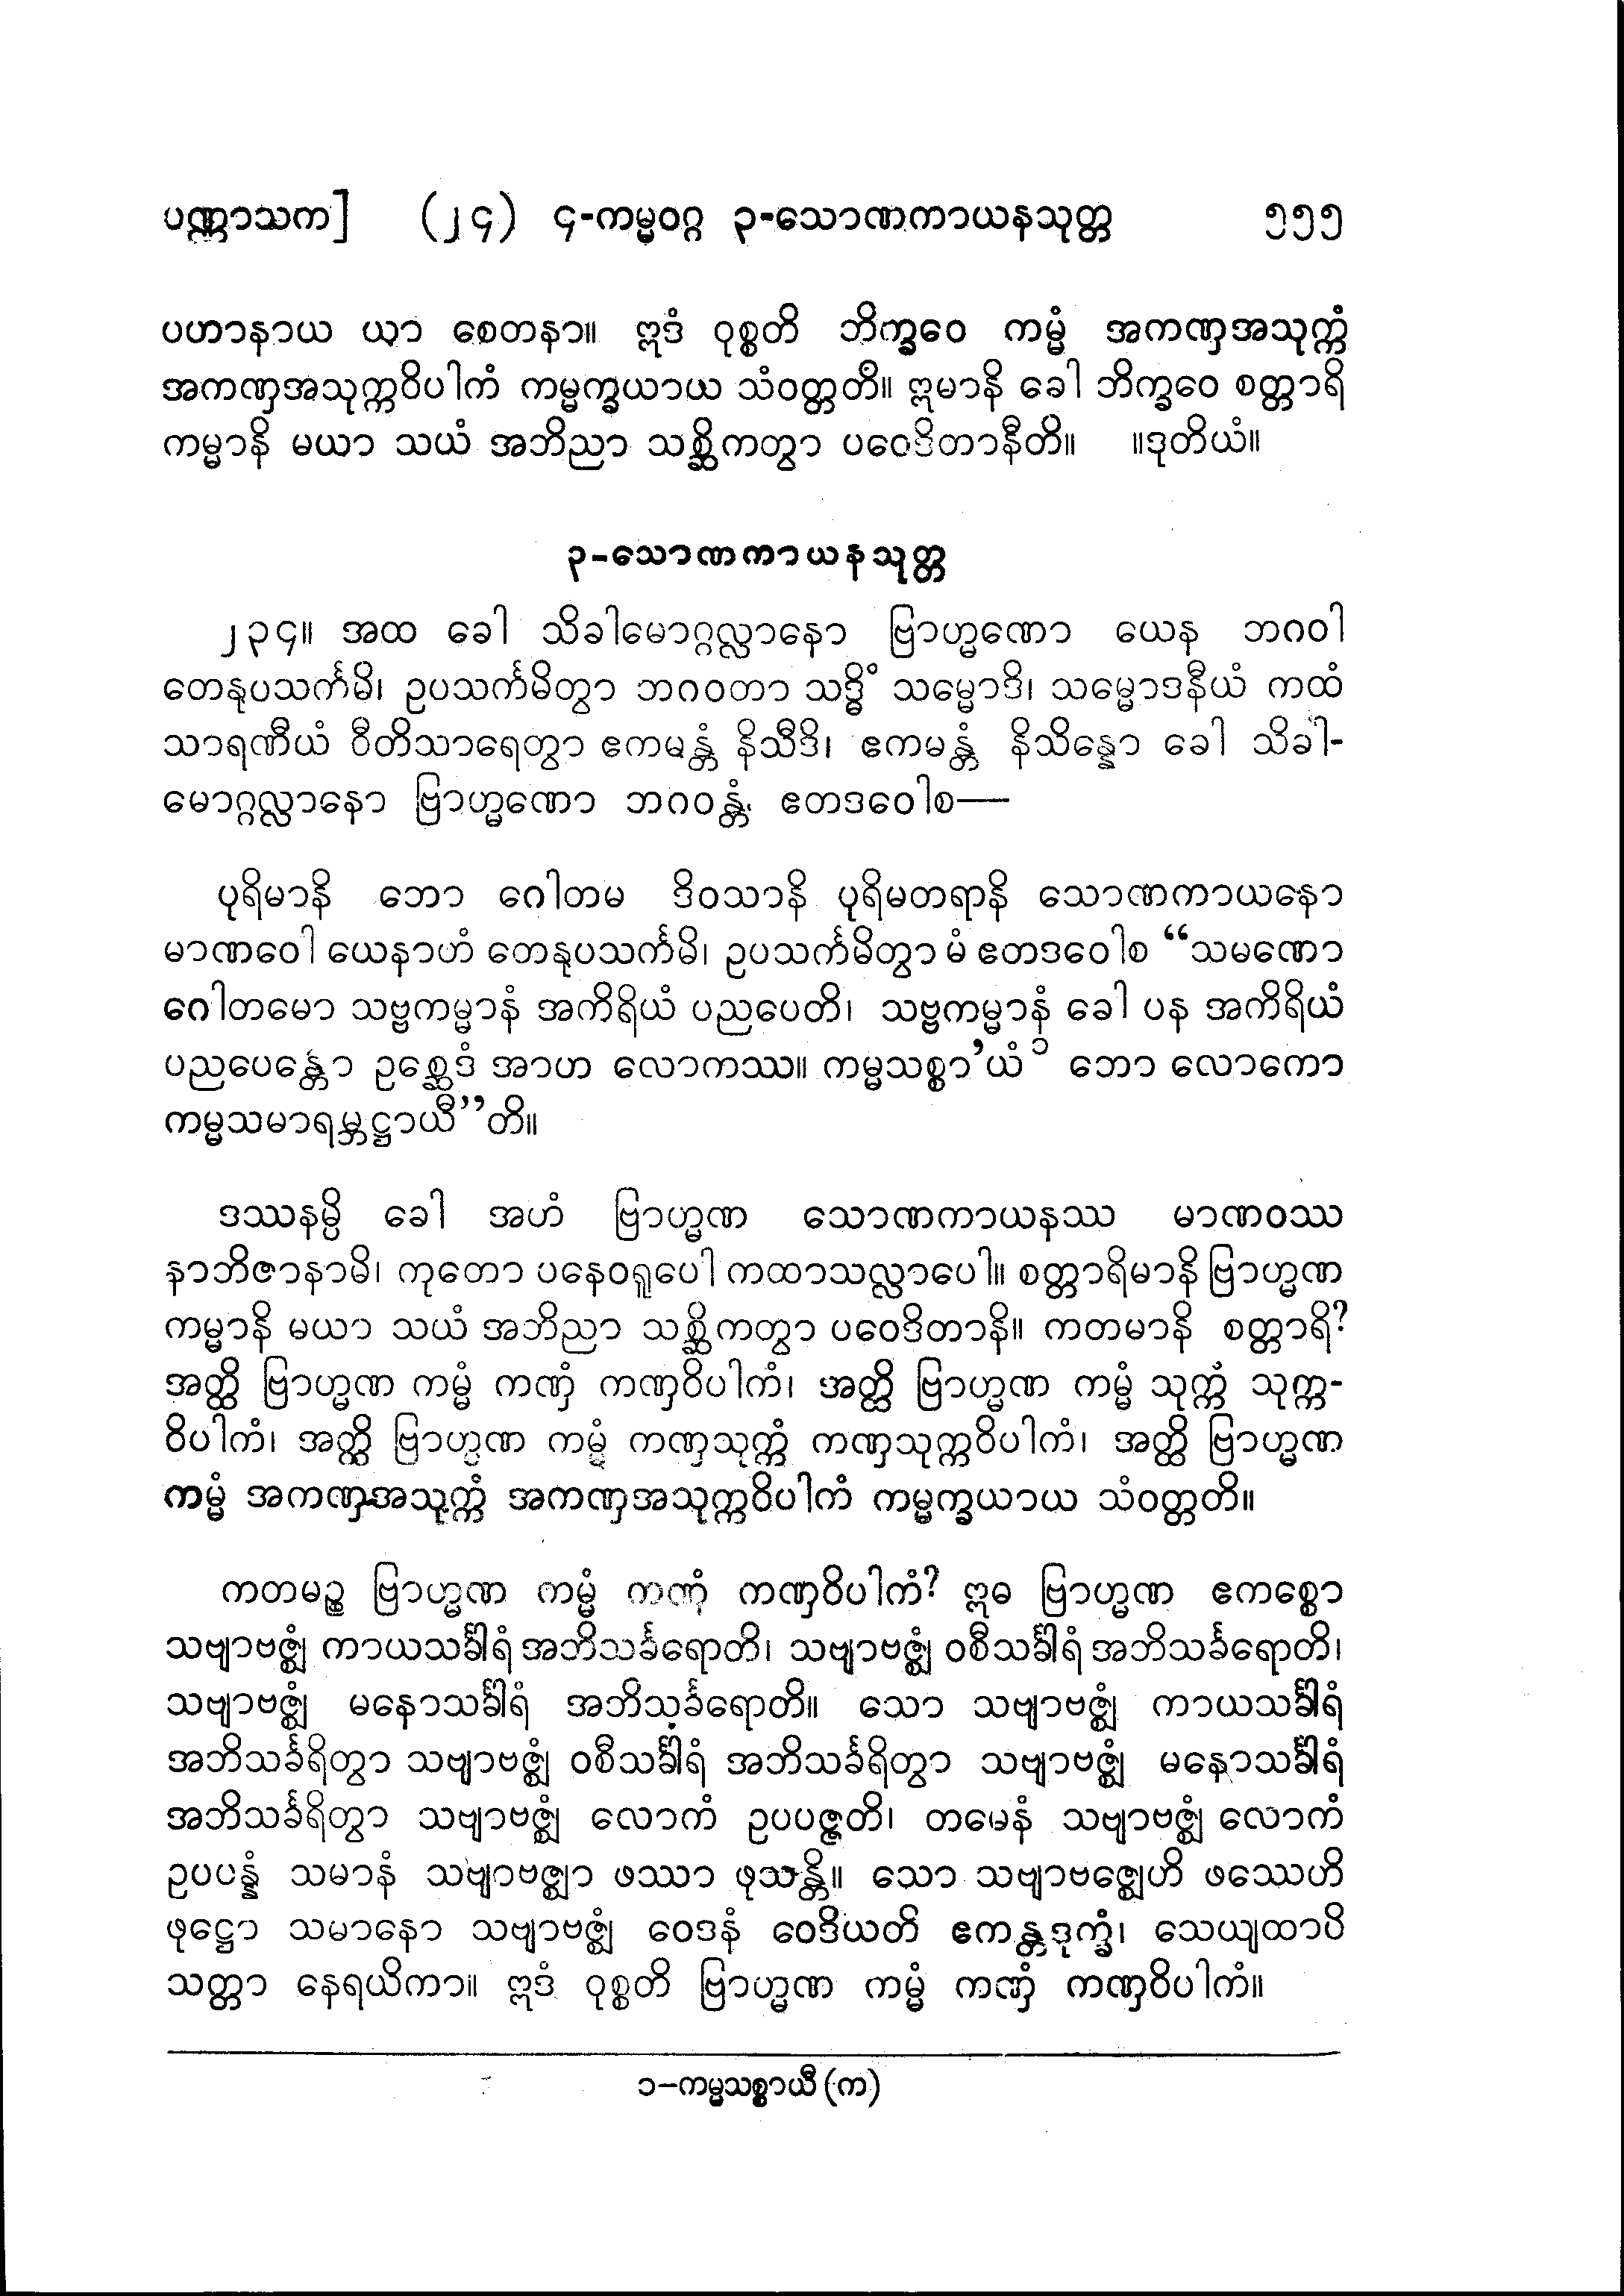 ပဏ္ဏာသက] (၂၄) ၄-ကမ္မဝဂ္ဂ ၃-သောဏကာယနသုတ္တ ၅၅၅
ပဟာနာယ ယာ စေတနာ။ ဣဒံ ဝုစ္စတိ ဘိက္ခဝေ ကမ္မံ အကဏှအသုက္ကံ
အကဏှအသုက္ကဝိပါကံ ကမ္မက္ခယာယ သံဝတ္တတိ။ ဣမာနိ ခေါ ဘိက္ခဝေ စတ္တာရိ
ကမ္မာနိ မယာ သယံ အဘိညာ သစ္ဆိကတွာ ပဝေဒိတာနီတိ။ ။ဒုတိယံ။
၃-သောဏကာယနသုတ္တ
၂၃၄။ အထ ခေါ သိခါမောဂ္ဂလ္လာနော ဗြာဟ္မဏော ယေန ဘဂဝါ
တေနုပသင်္ကမိ၊ ဥပသင်္ကမိတွာ ဘဂဝတာ သဒ္ဓိံ သမ္မောဒိ၊ သမ္မောဒနီယံ ကထံ
သာရဏီယံ ဝီတိသာရေတွာ ဧကမန္တံ နိသီဒိ၊ ဧကမန္တံ နိသိန္နော ခေါ သိခါ-
မောဂ္ဂလ္လာနော ဗြာဟ္မဏော ဘဂဝန္တံ ဧတဒဝေါစ—
ပုရိမာနိ ဘော ဂေါတမ ဒိဝသာနိ ပုရိမတရာနိ သောဏကာယနော
မာဏဝေါ ယေနာဟံ တေနုပသင်္ကမိ၊ ဥပသင်္ကမိတွာ မံ ဧတဒဝေါစ “သမဏော
ဂေါတမော သဗ္ဗကမ္မာနံ အကိရိယံ ပညပေတိ၊ သဗ္ဗကမ္မာနံ ခေါ ပန အကိရိယံ
ပညပေန္တော ဥစ္ဆေဒံ အာဟ လောကဿ။ ကမ္မသစ္စာ’ယံ ၁ ဘော လောကော
ကမ္မသမာရမ္ဘဋ္ဌာယီ”တိ။
ဒဿနမ္ပိ ခေါ အဟံ ဗြာဟ္မဏ သောဏကာယနဿ မာဏဝဿ
နာဘိဇာနာမိ၊ ကုတော ပနေဝရူပေါ ကထာသလ္လာပေါ။ စတ္တာရိမာနိ ဗြာဟ္မဏ
ကမ္မာနိ မယာ သယံ အဘိညာ သစ္ဆိကတွာ ပဝေဒိတာနိ။ ကတမာနိ စတ္တာရိ?
အတ္ထိ ဗြာဟ္မဏ ကမ္မံ ကဏှံ ကဏှဝိပါကံ၊ အတ္ထိ ဗြာဟ္မဏ ကမ္မံ သုက္ကံ သုက္က-
ဝိပါကံ၊ အတ္ထိ ဗြာဟ္မဏ ကမ္မံ ကဏှသုက္ကံ ကဏှသုက္ကဝိပါကံ၊ အတ္ထိ ဗြာဟ္မဏ
ကမ္မံ အကဏှအသုက္ကံ အကဏှအသုက္ကဝိပါကံ ကမ္မက္ခယာယ သံဝတ္တတိ။
ကတမဉ္စ ဗြာဟ္မဏ ကမ္မံ ကဏှံ ကဏှဝိပါကံ? ဣဓ ဗြာဟ္မဏ ဧကစ္စော
သဗျာဗဇ္ဈံ ကာယသင်္ခါရံ အဘိသင်္ခရောတိ၊ သဗျာဗဇ္ဈံ ဝစီသင်္ခါရံ အဘိသင်္ခရောတိ၊
သဗျာဗဇ္ဈံ မနောသင်္ခါရံ အဘိသင်္ခရောတိ။ သော သဗျာဗဇ္ဈံ ကာယသင်္ခါရံ
အဘိသင်္ခရိတွာ သဗျာဗဇ္ဈံ ဝစီသင်္ခါရံ အဘိသင်္ခရိတွာ သဗျာဗဇ္ဈံ မနောသင်္ခါရံ
အဘိသင်္ခရိတွာ သဗျာဗဇ္ဈံ လောကံ ဥပပဇ္ဇတိ၊ တမေနံ သဗျာဗဇ္ဈံ လောကံ
ဥပပန္နံ သမာနံ သဗျာဗဇ္ဈာ ဖဿာ ဖုသန္တိ။ သော သဗျာဗဇ္ဈေဟိ ဖဿေဟိ
ဖုဋ္ဌော သမာနော သဗျာဗဇ္ဈံ ဝေဒနံ ဝေဒိယတိ ဧကန္တဒုက္ခံ၊ သေယျထာပိ
သတ္တာ နေရယိကာ။ ဣဒံ ဝုစ္စတိ ဗြာဟ္မဏ ကမ္မံ ကဏှံ ကဏှဝိပါကံ။
၁–ကမ္မသစ္စာယီ (က)